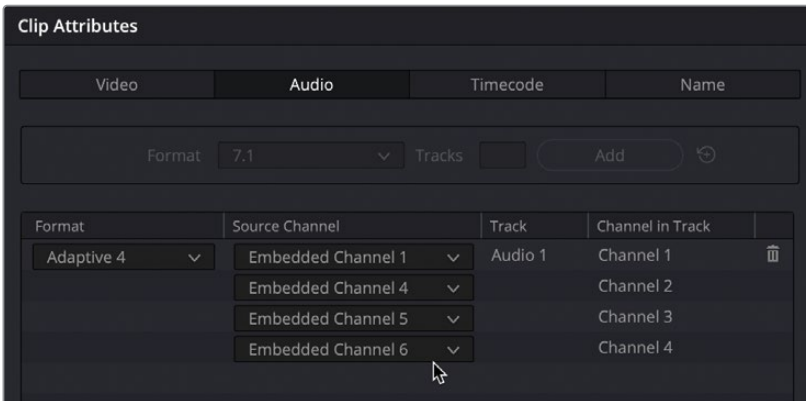 Clip Attributes
Video Audio Timecode Name
Format 7.1 Tracks Add
Format Source Channel Track Channel in Track
Adaptive 4 Embedded Channel 1 Audio 1 Channel 1
Embedded Channel 4 Channel 2
Embedded Channel 5 Channel 3
Embedded Channel 6 Channel 4